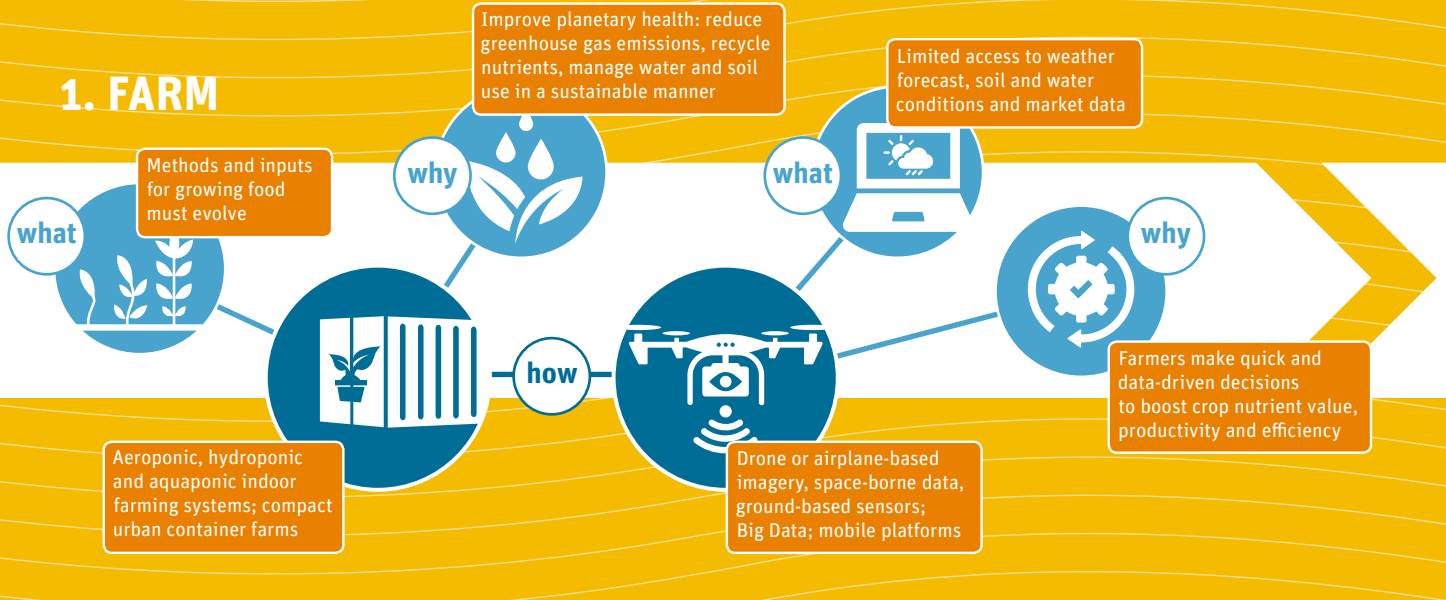 1. FARM
what
Methods and inputs
for growing food
must evolve
why
Improve planetary health: reduce
greenhouse gas emissions, recycle
nutrients, manage water and soil
use in a sustainable manner
Aeroponic, hydroponic
and aquaponic indoor
farming systems; compact
urban container farms
how
Drone or airplane-based
imagery, space-borne data,
ground-based sensors;
Big Data; mobile platforms
what
Limited access to weather
forecast, soil and water
conditions and market data
why
Farmers make quick and
data-driven decisions
to boost crop nutrient value,
productivity and efficiency